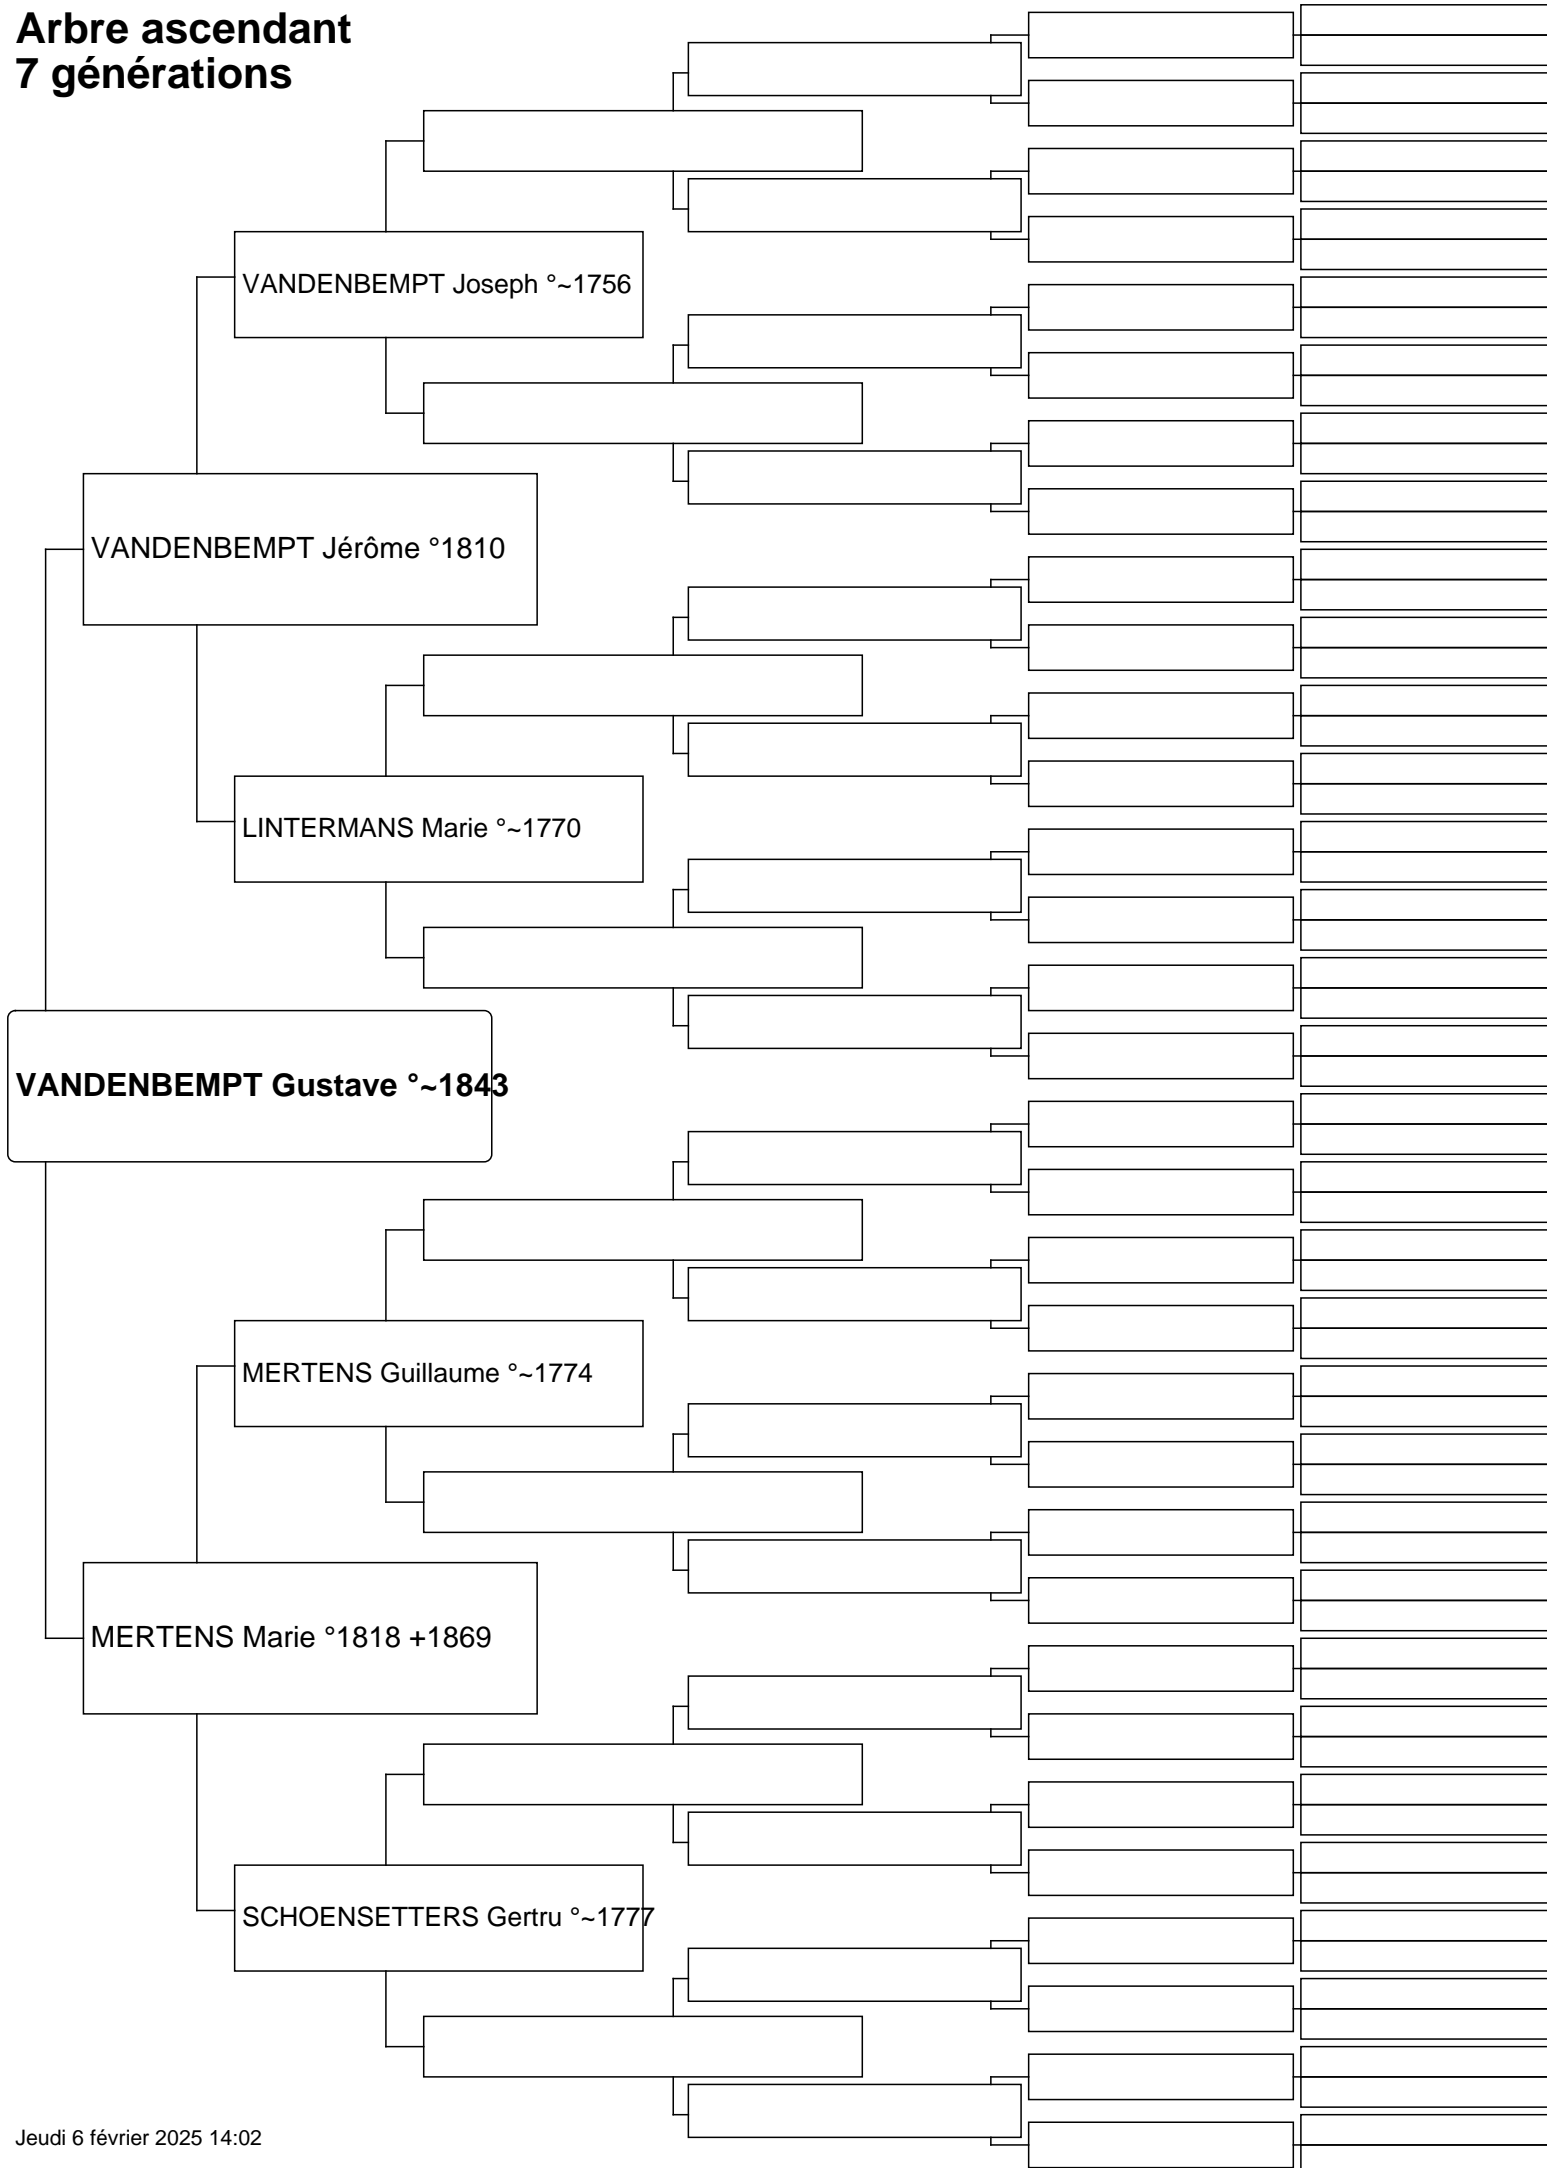 Arbre ascendant
7 générations
VANDENBEMPT Joseph °~1756
VANDENBEMPT Jérôme °1810
LINTERMANS Marie °~1770
VANDENBEMPT Gustave °~1843
MERTENS Guillaume °~1774
MERTENS Marie °1818 +1869
SCHOENSETTERS Gertru °~1777
Jeudi 6 février 2025 14:02